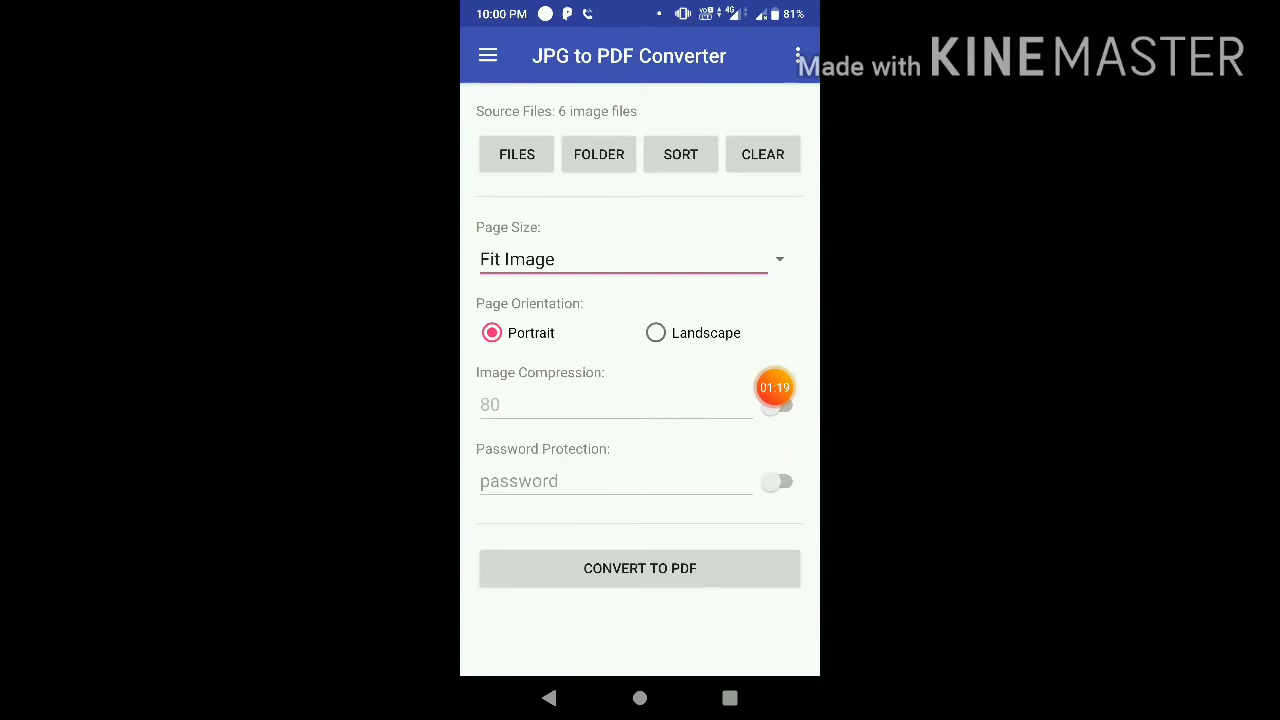 10:00 PM 4G 81%
JPG to PDF Converter
Made with KINEMASTER
Source Files: 6 image files
FILES FOLDER SORT CLEAR
Page Size:
Fit Image
Page Orientation:
Portrait Landscape
Image Compression:
01:19
80
Password Protection:
password
CONVERT TO PDF